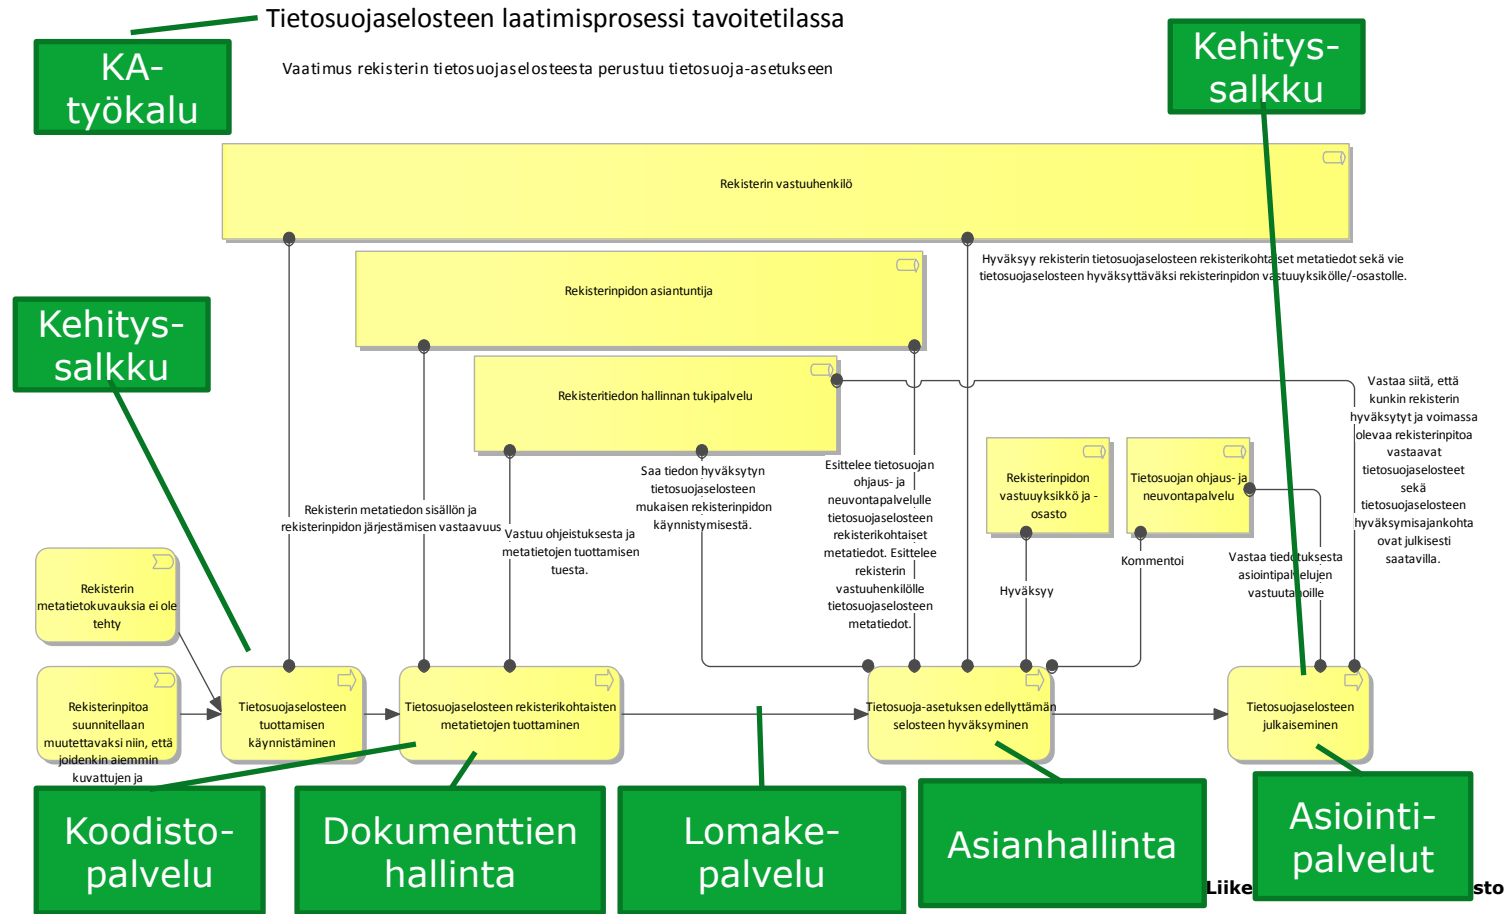 Tietosuojaselosteen laatimisprosessi tavoitetilassa
KA-
työkalu
Vaatimus rekisterin tietosuojaselosteesta perustuu tietosuoja-asetukseen
Kehitys-
salkku
Rekisterin vastuuhenkilö
Hyväksyy rekisterin tietosuojaselosteen rekisterikohtaiset metatiedot sekä vie
tietosuojaselosteen hyväksyttäväksi rekisterinpidon vastuuyksikölle/-osastolle.
Rekisterinpidon asiantuntija
Kehitys-
salkku
Rekisteritiedon hallinnan tukipalvelu
Vastaa siitä, että
kunkin rekisterin
hyväksytyt ja voimassa
olevaa rekisterinpitoa
vastaavat
tietosuojaselosteet
sekä
tietosuojaselosteen
hyväksymisajankohta
ovat julkisesti
saatavilla.
Rekisterin metatiedon sisällön ja
rekisterinpidon järjestämisen vastaavuus
Vastuu ohjeistuksesta ja
metatietojen tuottamisen
tuesta.
Saa tiedon hyväksytyn
tietosuojaselosteen
mukaisen rekisterinpidon
käynnistymisestä.
Esittelee tietosuojan
ohjaus- ja
neuvontapalvelulle
tietosuojaselosteen
rekisterikohtaiset
metatiedot. Esittelee
rekisterin
vastuuhenkilölle
tietosuojaselosteen
metatiedot.
Rekisterinpidon
vastuuyksikkö ja -
osasto
Tietosuojan ohjaus- ja
neuvontapalvelu
Hyväksyy
Kommentoi
Vastaa tiedotuksesta
asiointipalvelujen
vastuutahoille
Rekisterin
metatietokuvauksia ei ole
tehty
Rekisterinpitoa
suunnitellaan
muutettavaksi niin, että
joidenkin aiemmin
kuvattujen ja
Tietosuojaselosteen
tuottamisen
käynnistäminen
Tietosuojaselosteen rekisterikohtaisten
metatietojen tuottaminen
Tietosuoja-asetuksen edellyttämän
selosteen hyväksyminen
Tietosuojaselosteen
julkaiseminen
Koodisto-
palvelu
Dokumenttien
hallinta
Lomake-
palvelu
Asianhallinta
Asiointi-
palvelut
Liike
sto